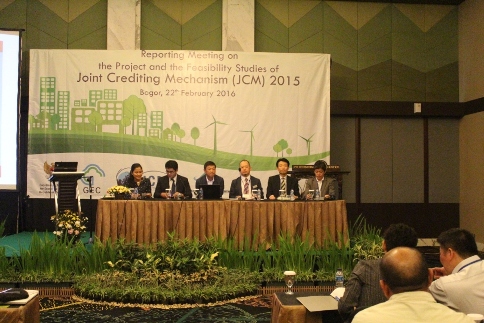 Reporting Meeting on
the Project and the Feasibility Studies of
Joint Crediting Mechanism (JCM) 2015
Bogor, 22nd February 2016
GEC